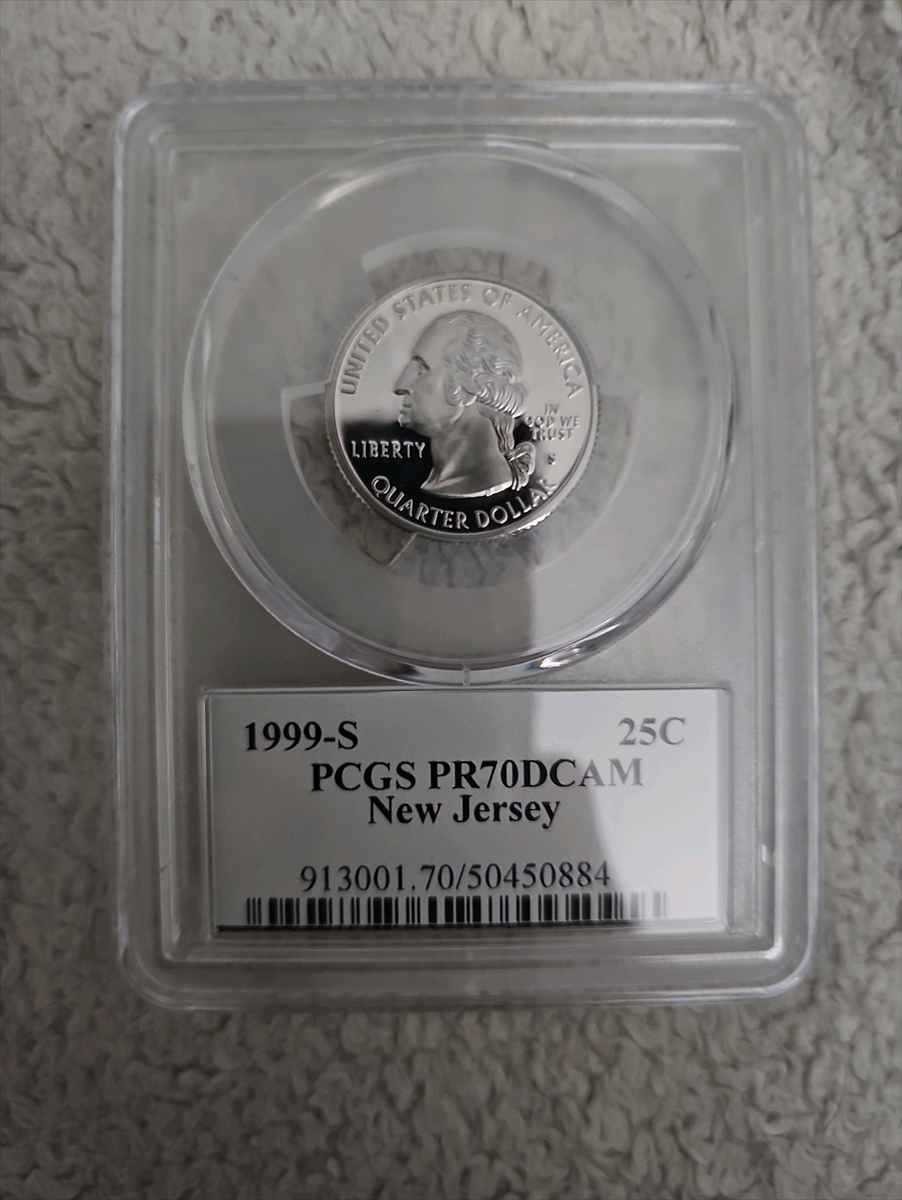 UNITED STATES OF AMERICA
LIBERTY
IN
GOD WE
TRUST
S
QUARTER DOLLAR
1999-S 25C
PCGS PR70DCAM
New Jersey
913001.70/50450884